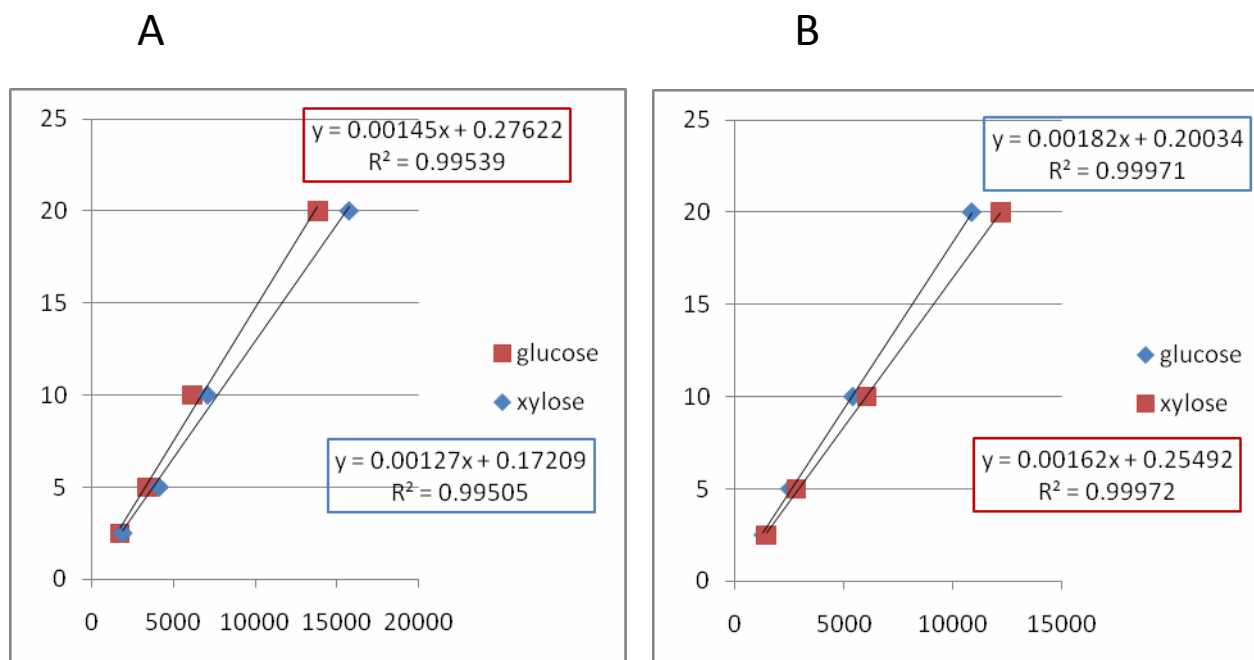 A
25
20
15
10
5
0
0 5000 10000 15000 20000
y = 0.00145x + 0.27622
R² = 0.99539
glucose
xylose
y = 0.00127x + 0.17209
R² = 0.99505
B
25
20
15
10
5
0
0 5000 10000 15000
y = 0.00182x + 0.20034
R² = 0.99971
glucose
xylose
y = 0.00162x + 0.25492
R² = 0.99972